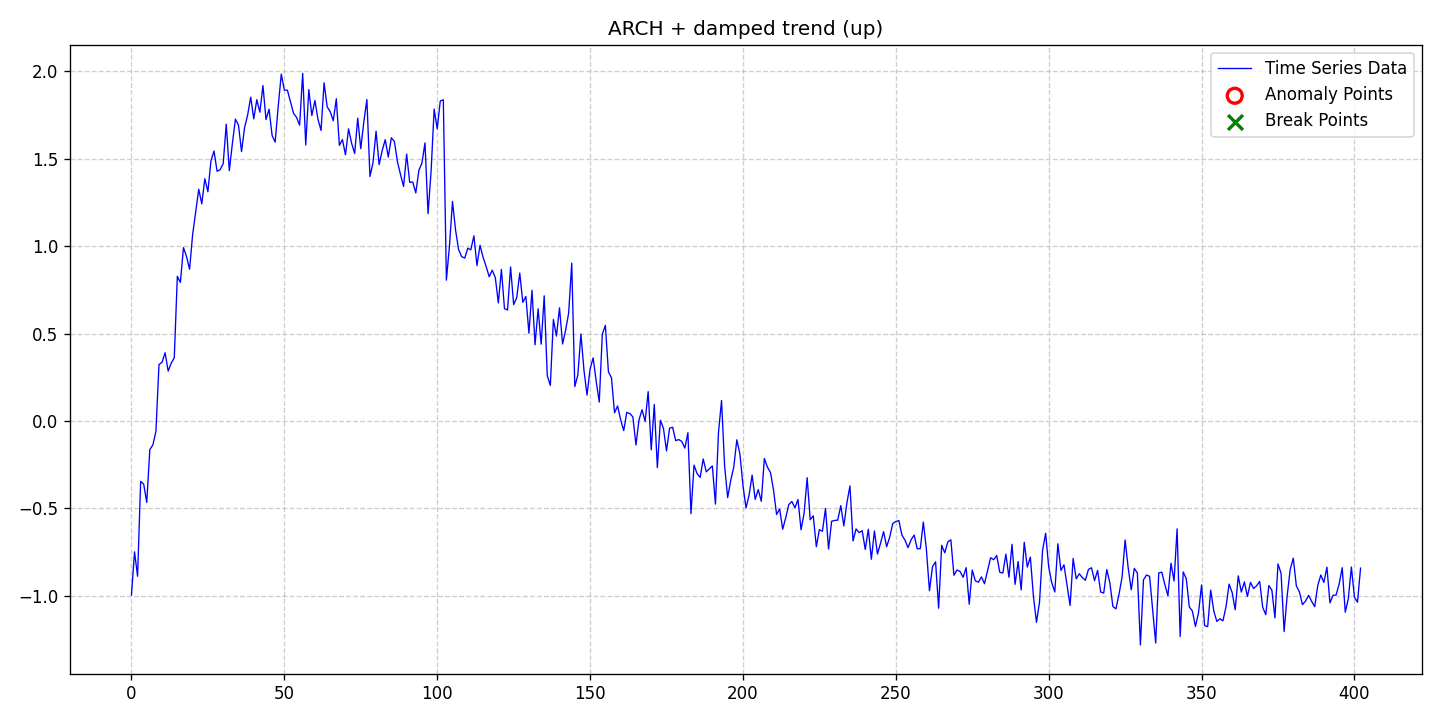 ARCH + damped trend (up)
Time Series Data
Anomaly Points
Break Points
2.0
1.5
1.0
0.5
0.0
−0.5
−1.0
0 50 100 150 200 250 300 350 400